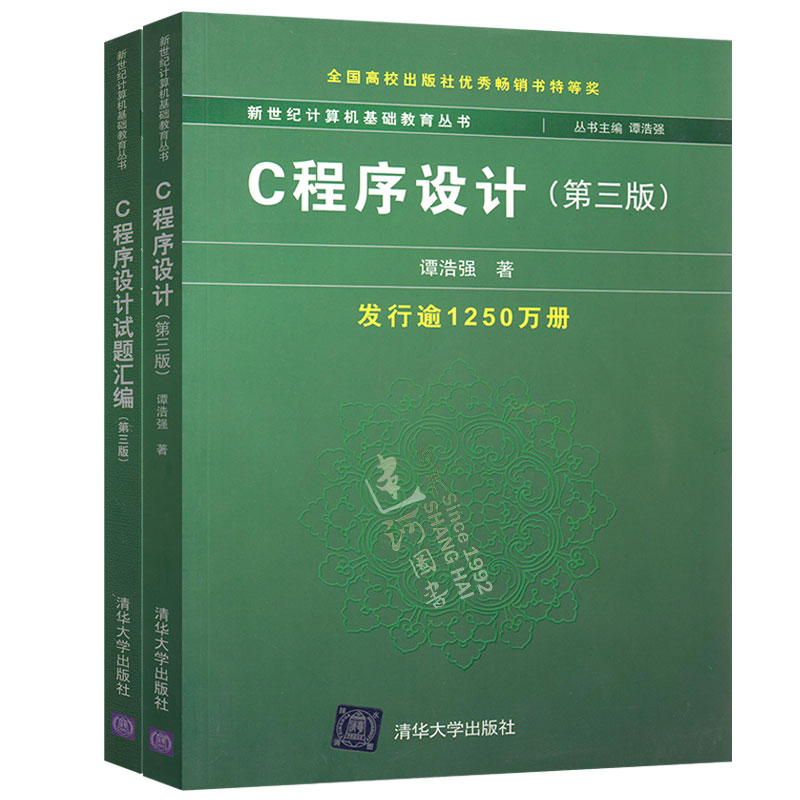 全国高校出版社优秀畅销书特等奖
新世纪计算机基础教育丛书
丛书主编 谭浩强
C程序设计(第三版)
谭浩强 著
发行逾1250万册
Since 1992
SHANG HAI
图书
清华大学出版社
新世纪计算机基础教育丛书
C程序设计(第三版)
谭浩强 著
清华大学出版社
新世纪计算机基础教育丛书
C程序设计试题汇编(第三版)
清华大学出版社